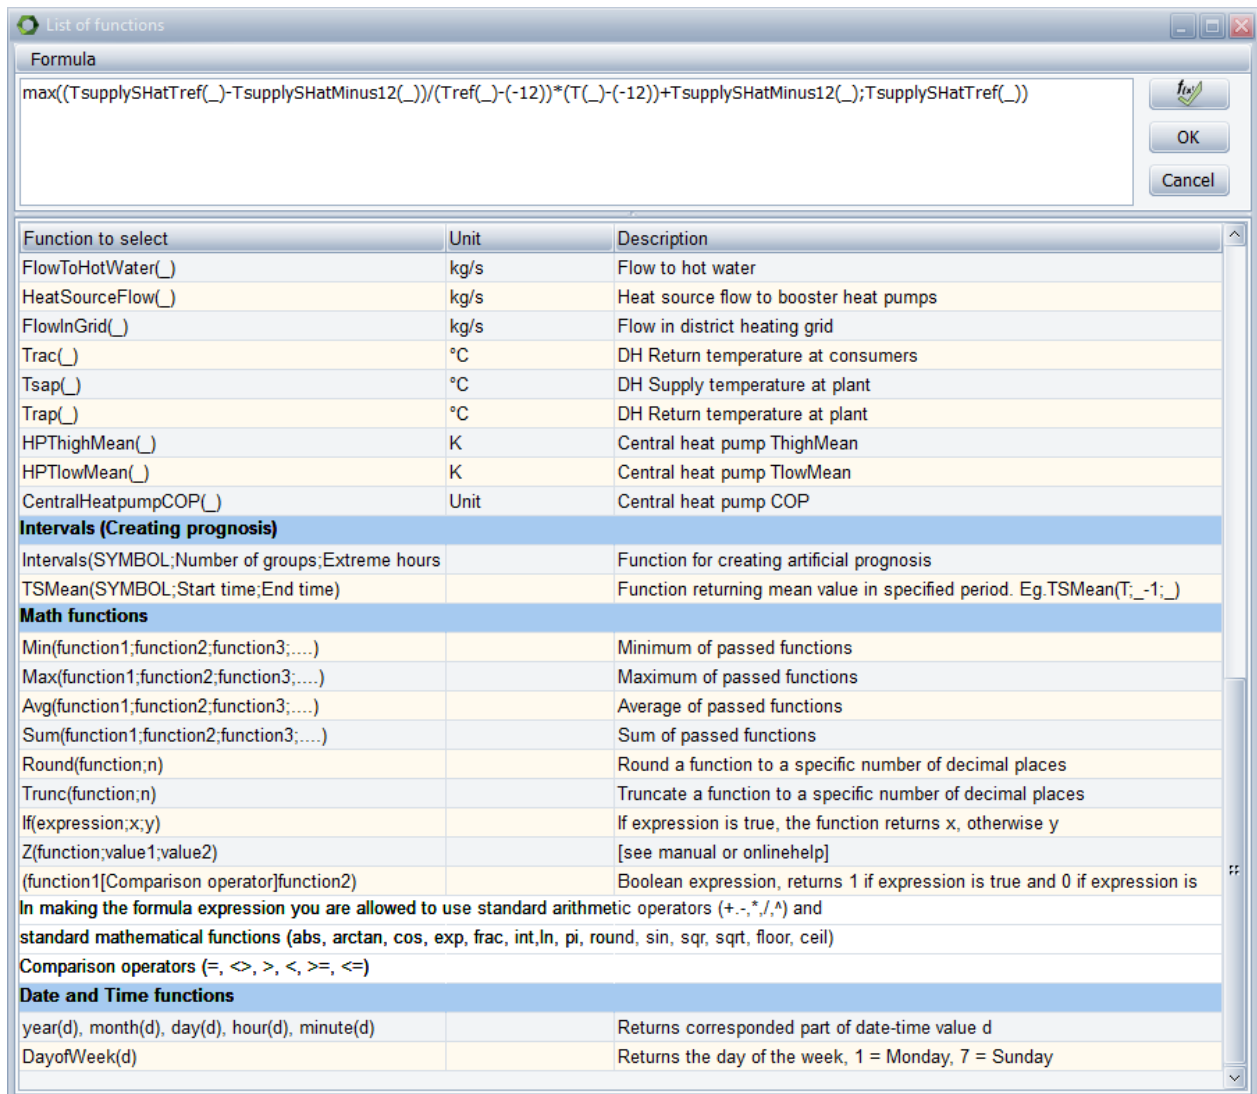 List of functions
Formula
max((TsupplySHatTref(_)-TsupplySHatMinus12(_))/(Tref(_)-(-12))*(T(_)-(-12))+TsupplySHatMinus12(_);TsupplySHatTref(_))
f(x)
OK
Cancel
Function to select Unit Description
FlowToHotWater(_) kg/s Flow to hot water
HeatSourceFlow(_) kg/s Heat source flow to booster heat pumps
FlowInGrid(_) kg/s Flow in district heating grid
Trac(_) °C DH Return temperature at consumers
Tsap(_) °C DH Supply temperature at plant
Trap(_) °C DH Return temperature at plant
HPThighMean(_) K Central heat pump ThighMean
HPTlowMean(_) K Central heat pump TlowMean
CentralHeatpumpCOP(_) Unit Central heat pump COP
Intervals (Creating prognosis)
Intervals(SYMBOL;Number of groups;Extreme hours Function for creating artificial prognosis
TSMean(SYMBOL;Start time;End time) Function returning mean value in specified period. Eg.TSMean(T;_-1;_)
Math functions
Min(function1;function2;function3;....) Minimum of passed functions
Max(function1;function2;function3;....) Maximum of passed functions
Avg(function1;function2;function3;....) Average of passed functions
Sum(function1;function2;function3;....) Sum of passed functions
Round(function;n) Round a function to a specific number of decimal places
Trunc(function;n) Truncate a function to a specific number of decimal places
If(expression;x;y) If expression is true, the function returns x, otherwise y
Z(function;value1;value2) [see manual or onlinehelp]
(function1[Comparison operator]function2) Boolean expression, returns 1 if expression is true and 0 if expression is
In making the formula expression you are allowed to use standard arithmetic operators (+.-,*,/,^) and
standard mathematical functions (abs, arctan, cos, exp, frac, int,ln, pi, round, sin, sqr, sqrt, floor, ceil)
Comparison operators (=, <>, >, <, >=, <=)
Date and Time functions
year(d), month(d), day(d), hour(d), minute(d) Returns corresponded part of date-time value d
DayofWeek(d) Returns the day of the week, 1 = Monday, 7 = Sunday